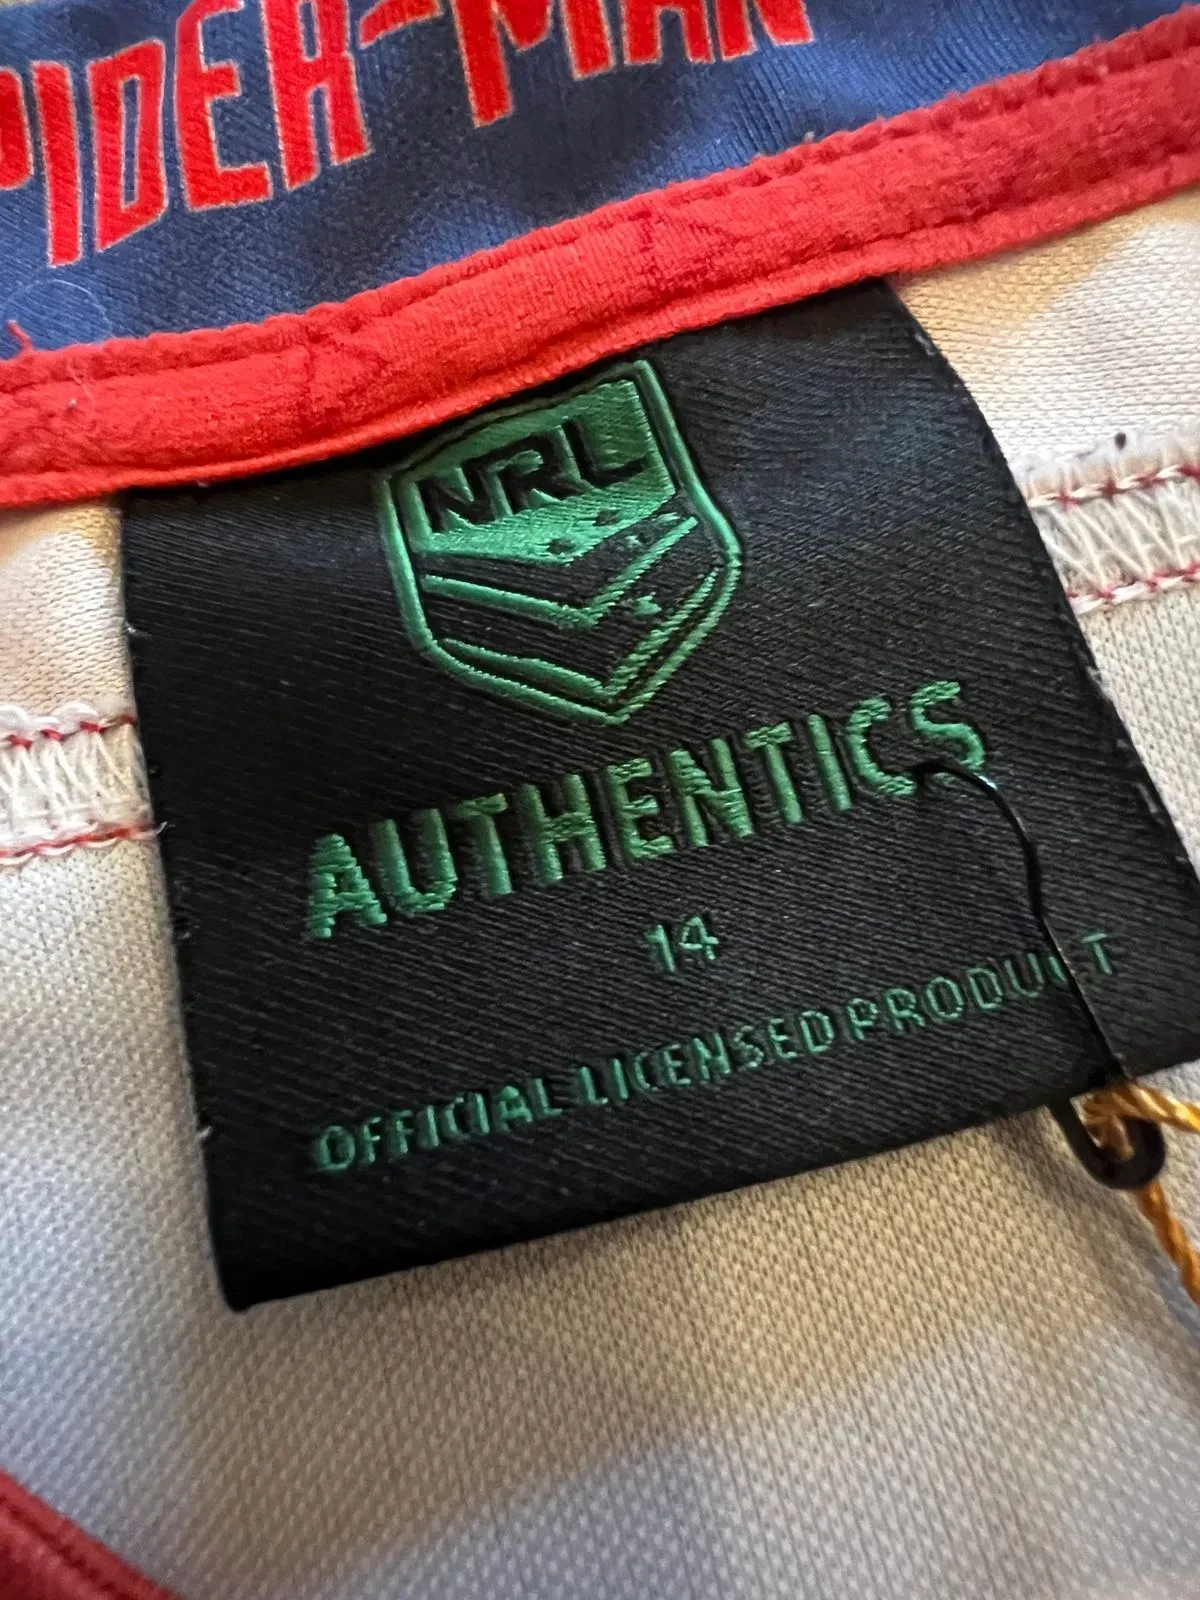 PIDER-MAN
NRL
AUTHENTICS
14
OFFICIAL LICENSED PRODUCT